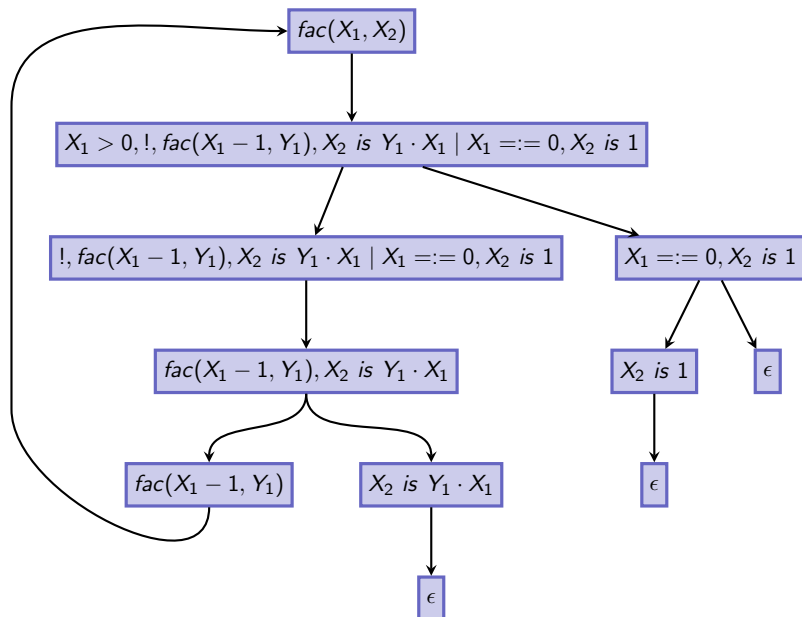 fac(X₁, X₂)
X₁ > 0, !, fac(X₁ − 1, Y₁), X₂ is Y₁ · X₁ | X₁ =:= 0, X₂ is 1
!, fac(X₁ − 1, Y₁), X₂ is Y₁ · X₁ | X₁ =:= 0, X₂ is 1
X₁ =:= 0, X₂ is 1
fac(X₁ − 1, Y₁), X₂ is Y₁ · X₁
X₂ is 1
ϵ
fac(X₁ − 1, Y₁)
X₂ is Y₁ · X₁
ϵ
ϵ